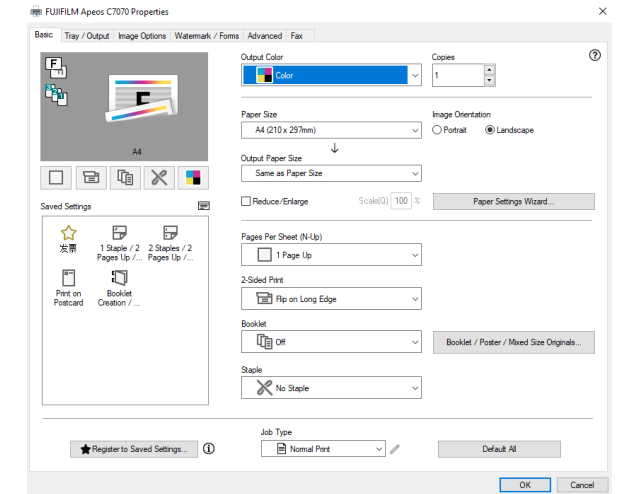 FUJIFILM Apeos C7070 Properties
Basic Tray / Output Image Options Watermark / Forms Advanced Fax
Output Color
Color
Copies
1
Paper Size
A4 (210 x 297mm)
Image Orientation
Portrait Landscape
Output Paper Size
Same as Paper Size
Reduce/Enlarge Scale(Q) 100 %
Paper Settings Wizard...
A4
Saved Settings
发票
1 Staple / 2
Pages Up /...
2 Staples / 2
Pages Up /...
Print on
Postcard
Booklet
Creation / ...
Pages Per Sheet (N-Up)
1 Page Up
2-Sided Print
Flip on Long Edge
Booklet
Off
Booklet / Poster / Mixed Size Originals...
Staple
No Staple
Register to Saved Settings...
Job Type
Normal Print
Default All
OK Cancel